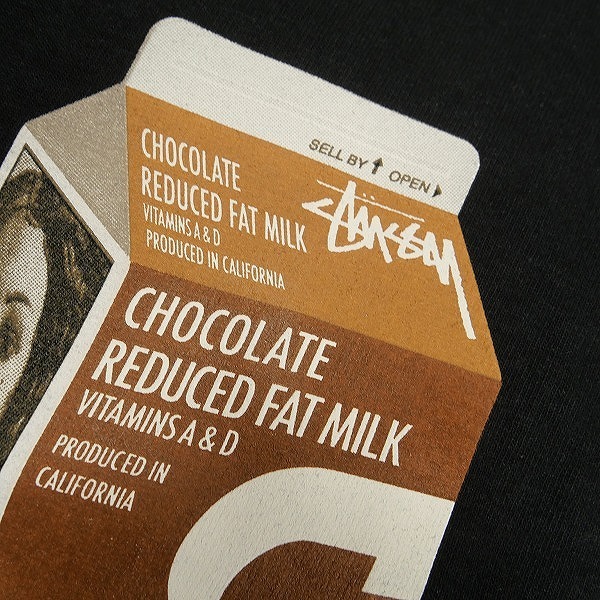 SELL BY ↑ OPEN ▶
STÜSSY
CHOCOLATE
REDUCED FAT MILK
VITAMINS A & D
PRODUCED IN CALIFORNIA
CHOCOLATE
REDUCED FAT MILK
VITAMINS A & D
PRODUCED IN
CALIFORNIA